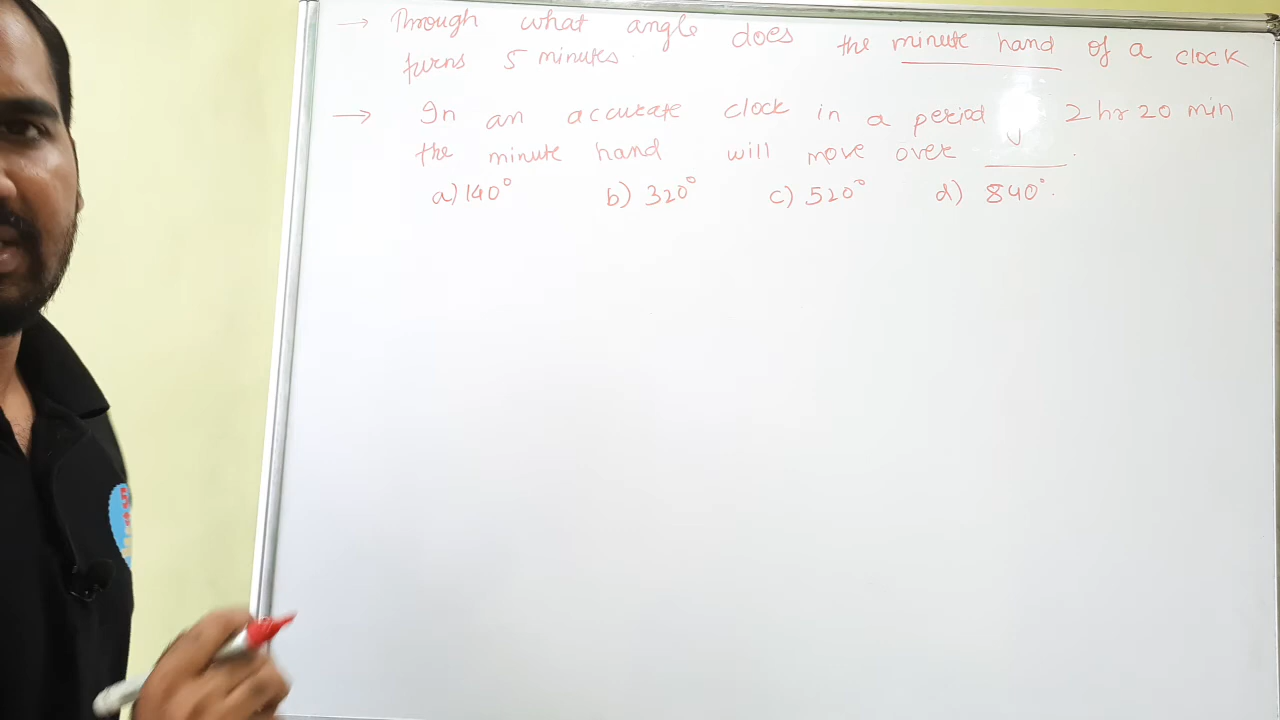 → Through what angle does the minute hand of a clock
turns 5 minutes.
→ In an accurate clock in a period 2 hr 20 min
the minute hand will move over ______.
a) 140° b) 320° c) 520° d) 840°.